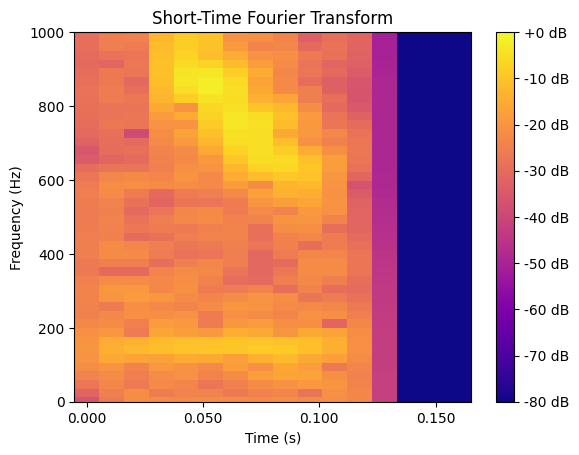 Short-Time Fourier Transform
1000
800
600
400
200
0
Frequency (Hz)
0.000
0.050
0.100
0.150
Time (s)
+0 dB
-10 dB
-20 dB
-30 dB
-40 dB
-50 dB
-60 dB
-70 dB
-80 dB